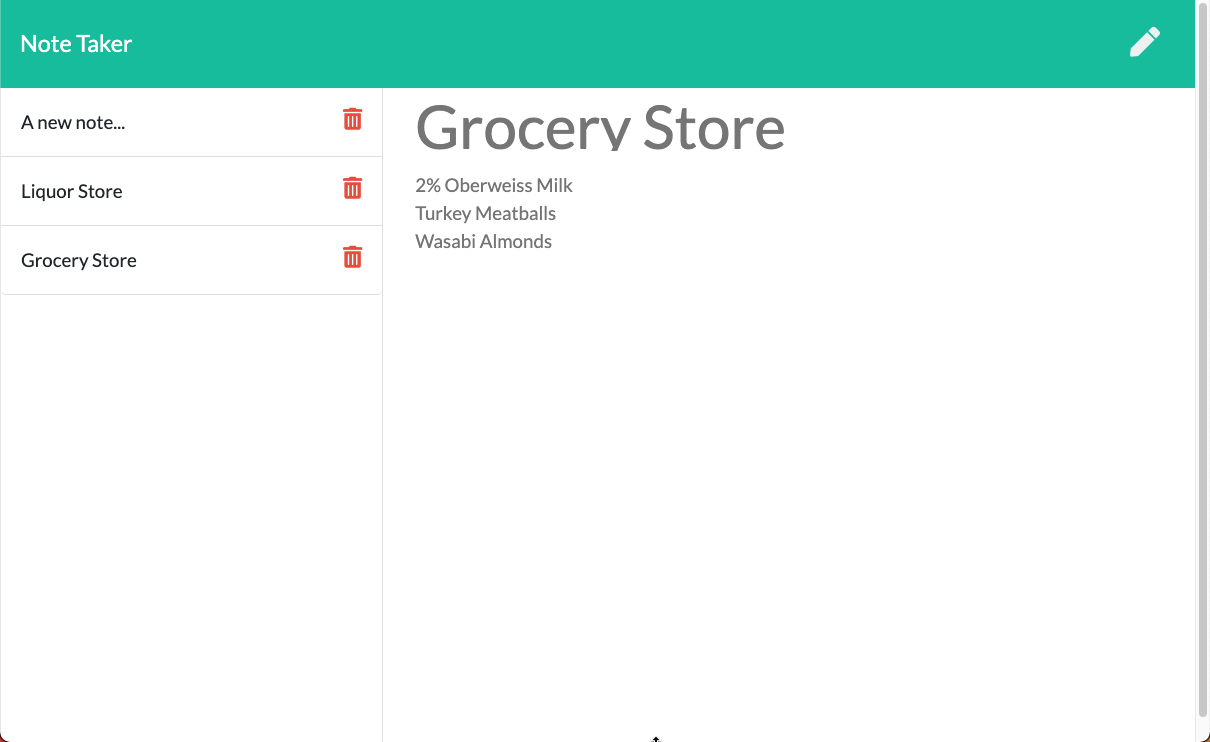 Note Taker
A new note...
Liquor Store
Grocery Store
Grocery Store
2% Oberweiss Milk
Turkey Meatballs
Wasabi Almonds